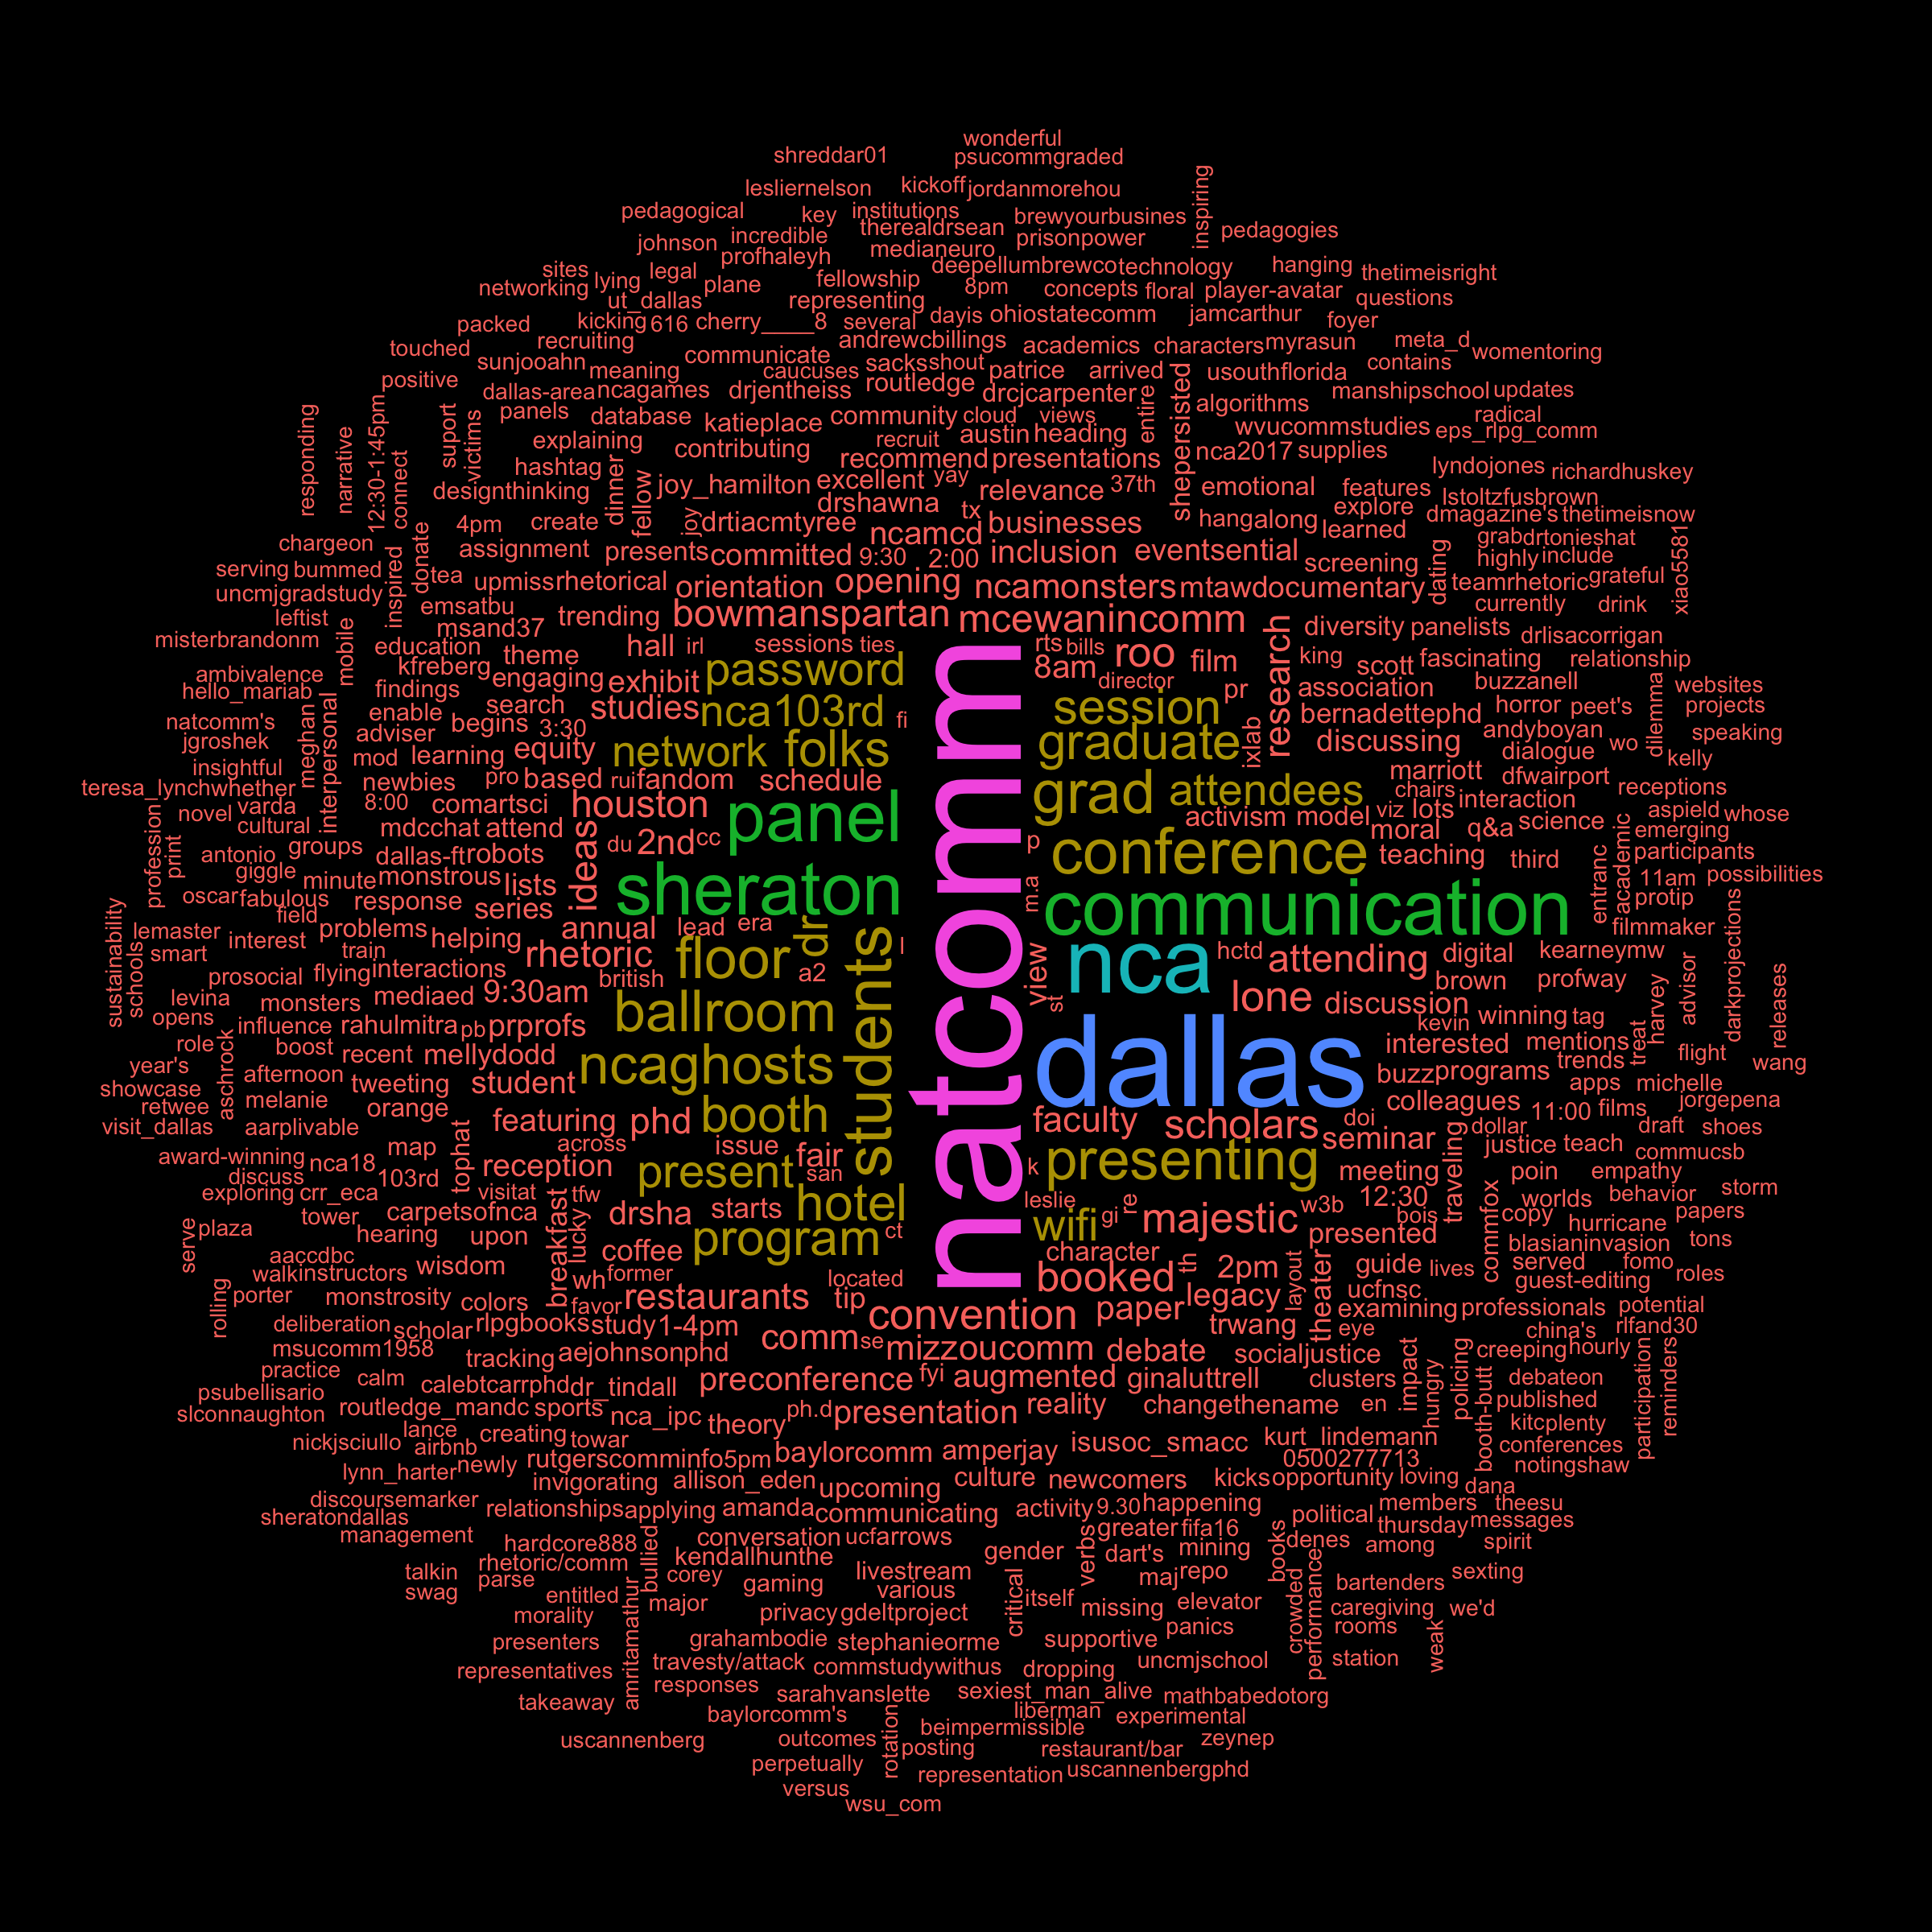 wonderful
shreddar01
psucommgraded
lesliernelson
kickoff
jordanmorehou
inspiring
pedagogical
key
institutions
brewyourbusines
therealdrsean
pedagogies
johnson
incredible
medianeuro
prisonpower
profhaleyh
sites
lying
legal
fellowship
deepellumbrewco
technology
hanging
thetimeisright
networking
ut_dallas
plane
representing
8pm
concepts
floral
player-avatar
questions
packed
kicking
616
cherry____8
several
dayis
ohiostatecomm
jamcarthur
foyer
touched
recruiting
andrewcbillings
academics
characters
myrasun
meta_d
womentoring
sunjooahn
communicate
sacks
shout
patrice
arrived
usouthflorida
contains
positive
meaning
caucuses
dallas-area
ncagames
drjentheiss
routledge
drcjcarpenter
shepersisted
manshipschool
updates
panels
database
katieplace
community
cloud
views
entire
algorithms
radical
responding
narrative
12:30-1:45pm
connect
suport
victims
explaining
contributing
recruit
austin
heading
wvucommstudies
eps_rlpg_comm
hashtag
dinner
fellow
recommend
presentations
nca2017
supplies
lyndojones
richardhuskey
designthinking
joy_hamilton
excellent
yay
relevance
37th
emotional
features
lstoltzfusbrown
4pm
create
joy
drtiacmtyree
drshawna
tx
businesses
hangalong
explore
learned
dmagazine's
thetimeisnow
chargeon
donate
assignment
presents
committed
ncamcd
9:30
2:00
inclusion
eventsential
screening
dating
grab
drtonieshat
highly
include
xiao5581
serving
bummed
inspired
tea
upmissrhetorical
orientation
opening
ncamonsters
mtawdocumentary
teamrhetoric
grateful
uncmjgradstudy
emsatbu
trending
bowmanspartan
mcewanincomm
currently
drink
leftist
msand37
diversity
panelists
drlisacorrigan
misterbrandonm
mobile
education
theme
hall
irl
sessions
ties
rts
bills
roo
film
research
king
scott
fascinating
relationship
ambivalence
kfreberg
engaging
exhibit
password
natcomm
8am
director
pr
association
buzzanell
websites
hello_mariab
findings
search
studies
nca103rd
fi
session
bernadettephd
horror
peet's
dilemma
projects
natcomm's
meghan
interpersonal
enable
begins
3:30
jgroshek
adviser
equity
network
folks
graduate
ixlab
discussing
andyboyan
dialogue
wo
speaking
insightful
mod
learning
kelly
teresa_lynch
whether
newbies
pro
based
rui
fandom
schedule
grad
attendees
marriott
dfwairport
receptions
novel
varda
8:00
comartsci
houston
panel
chairs
interaction
aspield
whose
profession
print
cultural
mdcchat
attend
ideas
du
2nd
cc
p
activism
model
viz
lots
moral
q&a
science
emerging
antonio
groups
dallas-ft
robots
conference
teaching
third
participants
giggle
minute
monstrous
lists
sheraton
m.a
entranc
academic
11am
possibilities
oscar
fabulous
response
series
communication
protip
field
problems
helping
annual
lead
era
dr
filmmaker
sustainability
schools
lemaster
smart
interest
train
rhetoric
floor
students
l
view
nca
hctd
attending
digital
kearneymw
darkprojections
prosocial
flying
interactions
british
a2
brown
profway
levina
monsters
mediaed
9:30am
ballroom
st
lone
discussion
harvey
advisor
releases
opens
influence
rahulmitra
pb
prprofs
dallas
kevin
winning
tag
role
boost
recent
mellydodd
ncaghosts
interested
mentions
treat
flight
year's
aschrock
afternoon
tweeting
student
buzz
programs
trends
wang
showcase
melanie
apps
michelle
retwee
orange
booth
colleagues
11:00
films
jorgepena
visit_dallas
aarplivable
featuring
phd
faculty
scholars
doi
dollar
draft
shoes
map
tophat
across
issue
fair
seminar
justice
teach
commucsb
award-winning
nca18
reception
present
san
k
presenting
meeting
traveling
poin
empathy
discuss
103rd
exploring
crr_eca
visitat
tfw
leslie
12:30
worlds
behavior
storm
tower
carpetsofnca
breakfast
lucky
drsha
starts
hotel
re
gi
wifi
majestic
w3b
bois
commfox
copy
papers
serve
plaza
hearing
upon
coffee
program
ct
presented
hurricane
aaccdbc
character
blasianinvasion
tons
walk
instructors
wisdom
wh
former
located
booked
th
2pm
layout
theater
guide
lives
served
fomo
roles
rolling
porter
monstrosity
colors
favor
restaurants
tip
legacy
ucfnsc
guest-editing
deliberation
scholar
rlpgbooks
study
1-4pm
convention
paper
trwang
examining
professionals
potential
msucomm1958
eye
china's
rlfand30
practice
tracking
aejohnsonphd
comm
se
mizzoucomm
debate
socialjustice
impact
hungry
policing
creeping
hourly
calm
calebtcarrphd
dr_tindall
preconference
fyi
augmented
ginaluttrell
clusters
booth-butt
debateon
participation
reminders
psubellisario
published
slconnaughton
routledge_mandc
sports
nca_ipc
theory
ph.d
presentation
reality
changethename
en
kitcplenty
nickjsciullo
lance
airbnb
creating
towar
kurt_lindemann
conferences
rutgerscomminfo
5pm
baylorcomm
amperjay
isusoc_smacc
0500277713
notingshaw
lynn_harter
newly
invigorating
allison_eden
upcoming
culture
newcomers
kicks
opportunity
loving
dana
discoursemarker
relationships
applying
amanda
communicating
activity
9.30
happening
members
theesu
sheratondallas
political
thursday
messages
management
hardcore888
bullied
conversation
ucf
arrows
greater
fifa16
denes
among
spirit
rhetoric/comm
kendallhunthe
gender
verbs
dart's
mining
books
talkin
parse
corey
livestream
maj
repo
crowded
performance
bartenders
sexting
swag
entitled
gaming
various
critical
itself
morality
amritamathur
major
privacy
gdeltproject
missing
elevator
caregiving
we'd
presenters
grahambodie
stephanieorme
supportive
panics
rooms
weak
representatives
travesty/attack
commstudywithus
dropping
uncmjschool
station
takeaway
responses
sarahvanslette
sexiest_man_alive
mathbabedotorg
baylorcomm's
liberman
experimental
uscannenberg
outcomes
rotation
beimpermissible
posting
restaurant/bar
zeynep
perpetually
representation
uscannenbergphd
versus
wsu_com